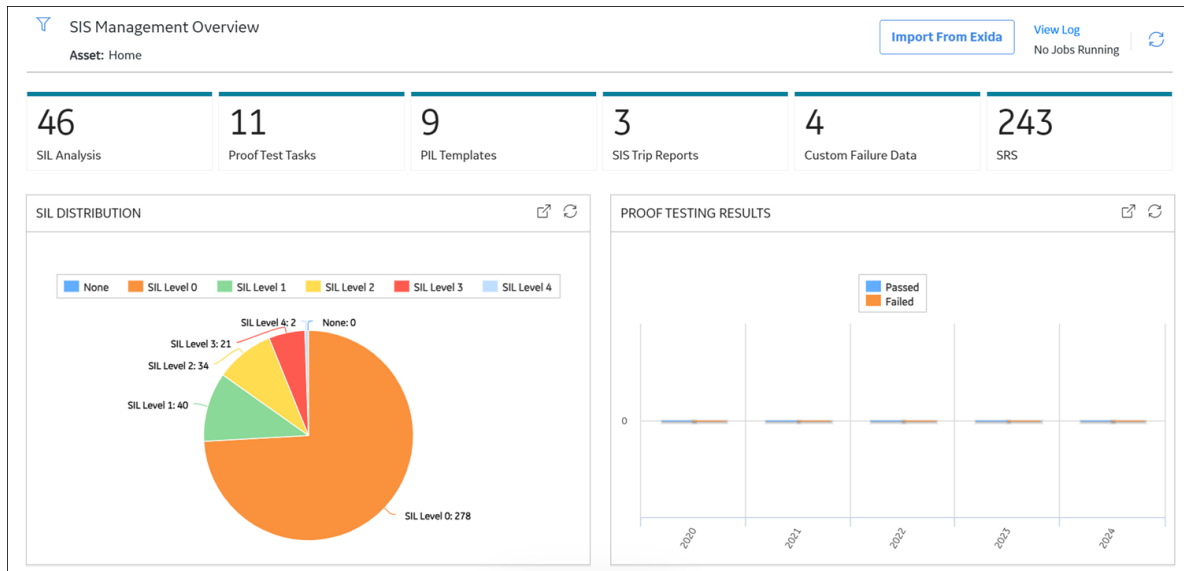 SIS Management Overview
Asset: Home
Import From Exida
View Log
No Jobs Running
46
SIL Analysis
11
Proof Test Tasks
9
PIL Templates
3
SIS Trip Reports
4
Custom Failure Data
243
SRS
SIL DISTRIBUTION
None SIL Level 0 SIL Level 1 SIL Level 2 SIL Level 3 SIL Level 4
SIL Level 4: 2 None: 0
SIL Level 3: 21
SIL Level 2: 34
SIL Level 1: 40
SIL Level 0: 278
PROOF TESTING RESULTS
Passed
Failed
0
2020 2021 2022 2023 2024